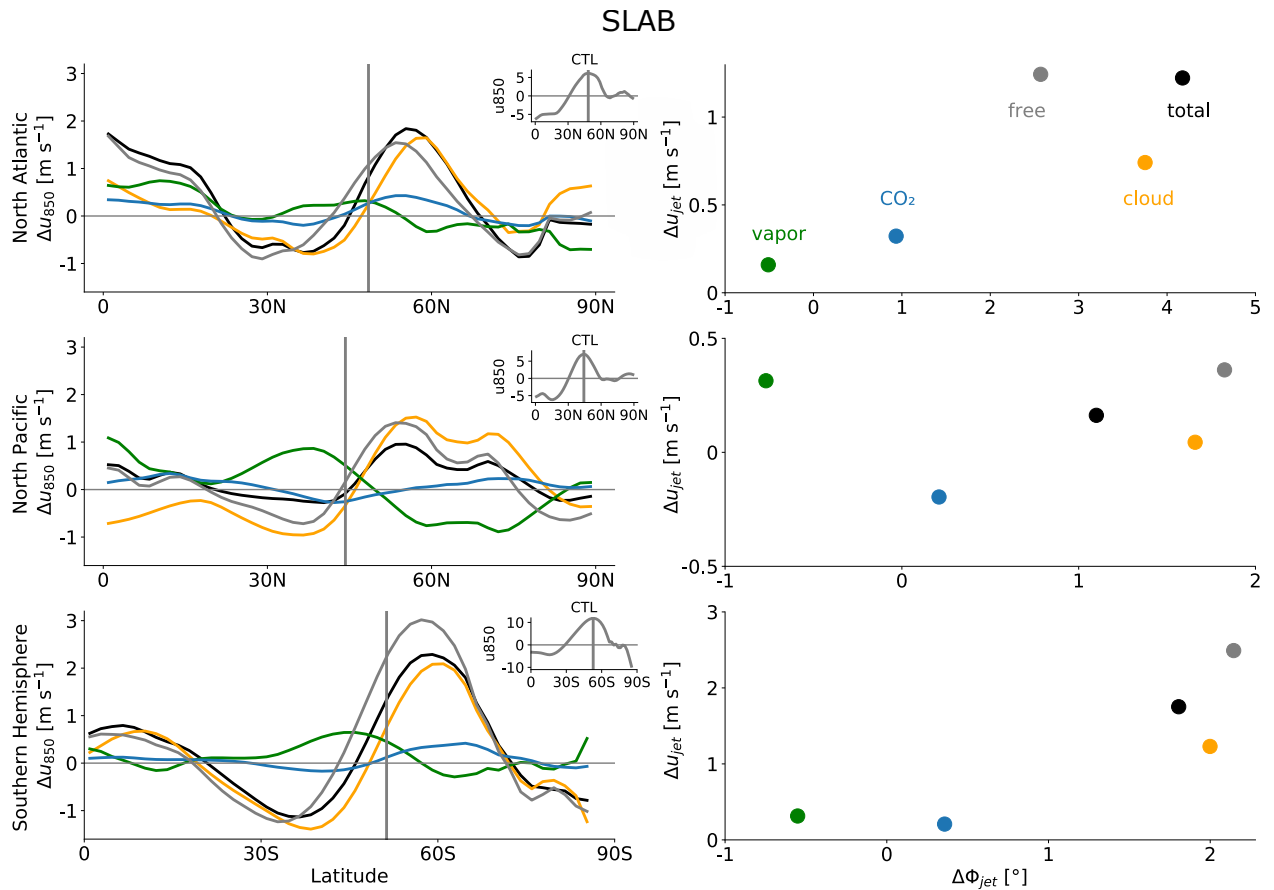 SLAB
North Atlantic
Δu850 [m s⁻¹]
3
2
1
0
-1
0
30N
60N
90N
CTL
u850
5
0
-5
0
30N
60N
90N
Δujet [m s⁻¹]
1
0.5
0
-1
0
1
2
3
4
5
free
total
CO₂
cloud
vapor
North Pacific
Δu850 [m s⁻¹]
3
2
1
0
-1
0
30N
60N
90N
CTL
u850
5
0
-5
0
30N
60N
90N
Δujet [m s⁻¹]
0.5
0
-0.5
-1
0
1
2
Southern Hemisphere
Δu850 [m s⁻¹]
3
2
1
0
-1
0
30S
60S
90S
Latitude
CTL
u850
10
0
-10
0
30S
60S
90S
Δujet [m s⁻¹]
3
2
1
0
-1
0
1
2
ΔΦjet [°]